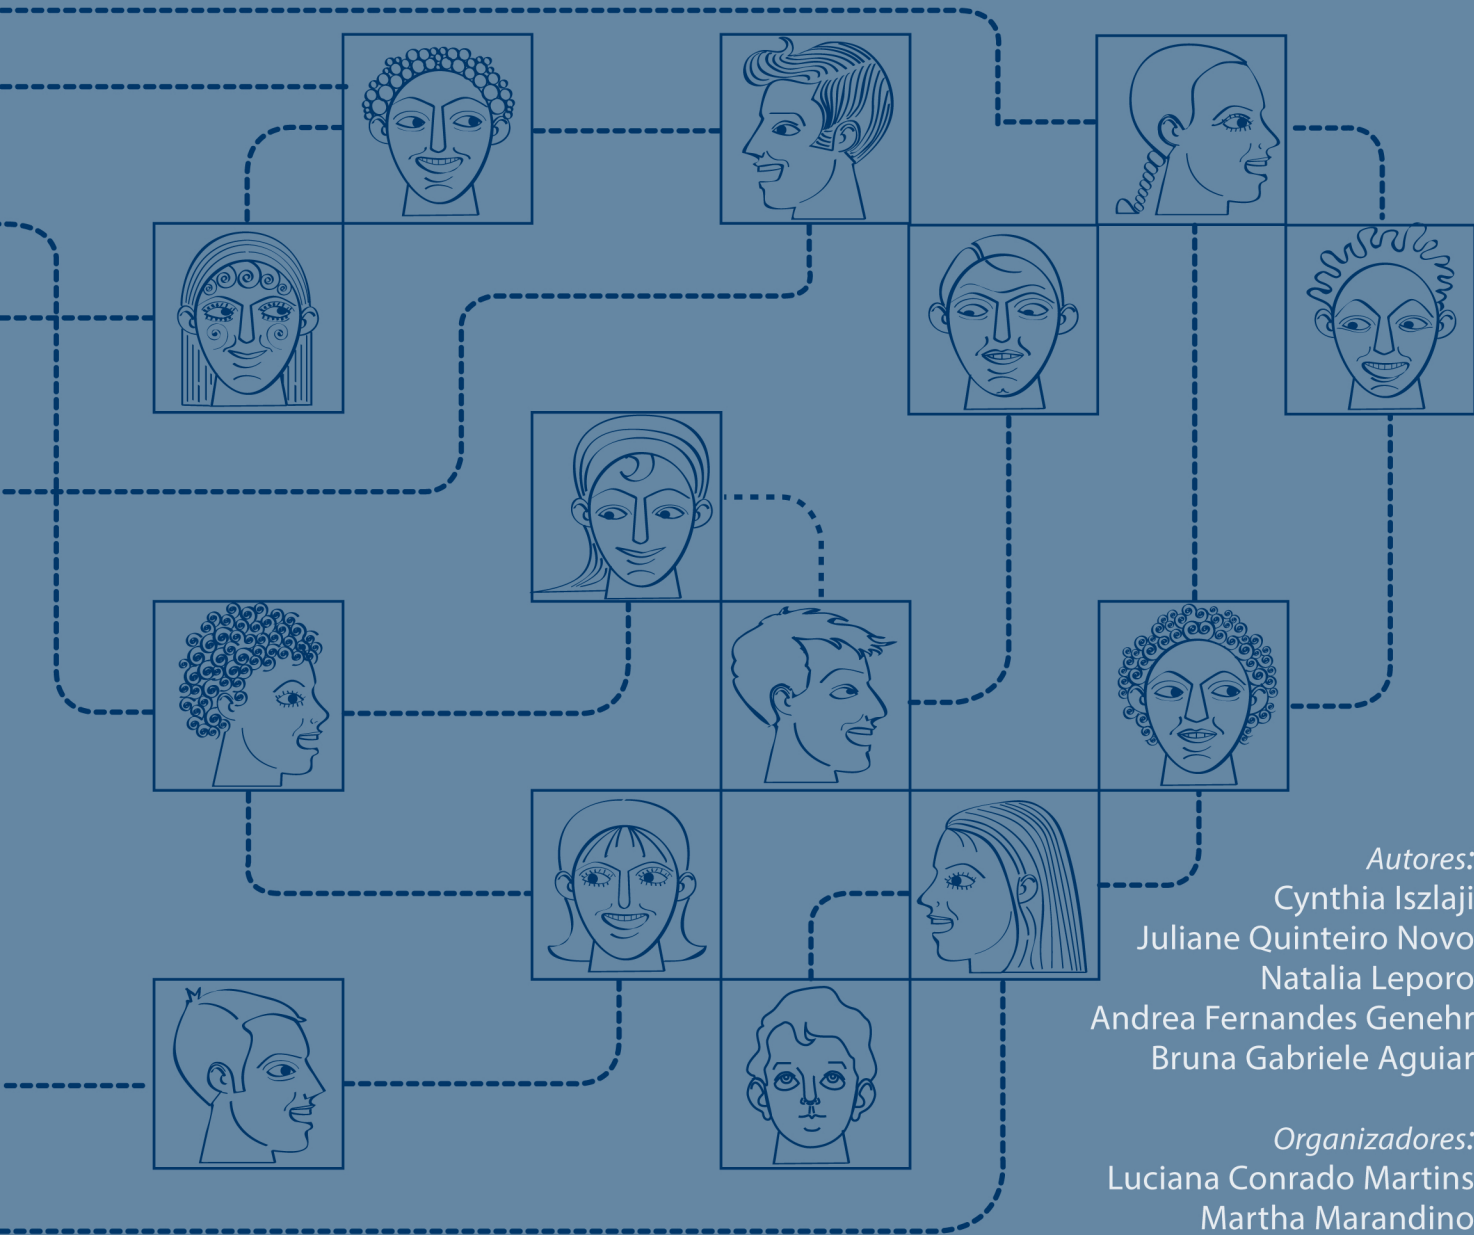 Autores:
Cynthia Iszlaji
Juliane Quinteiro Novo
Natalia Leporo
Andrea Fernandes Genehr
Bruna Gabriele Aguiar
Organizadores:
Luciana Conrado Martins
Martha Marandino